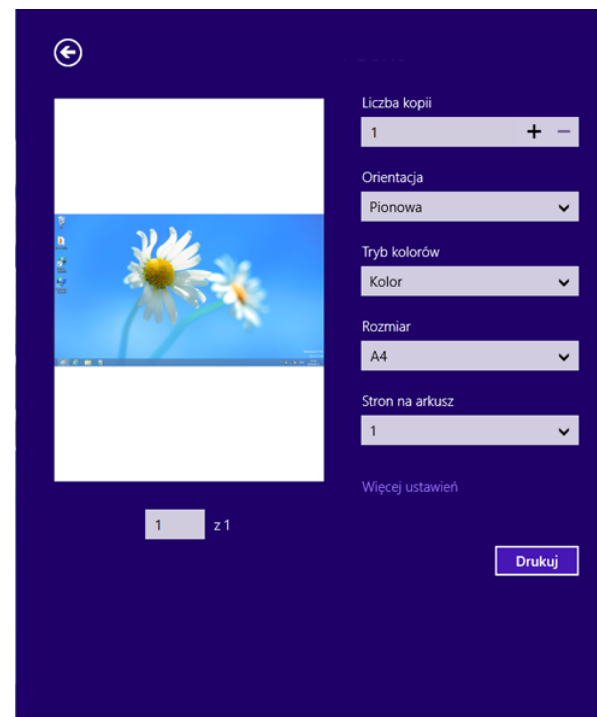 Liczba kopii
1
Orientacja
Pionowa
Tryb kolorów
Kolor
Rozmiar
A4
Stron na arkusz
1
Więcej ustawień
1 z 1
Drukuj